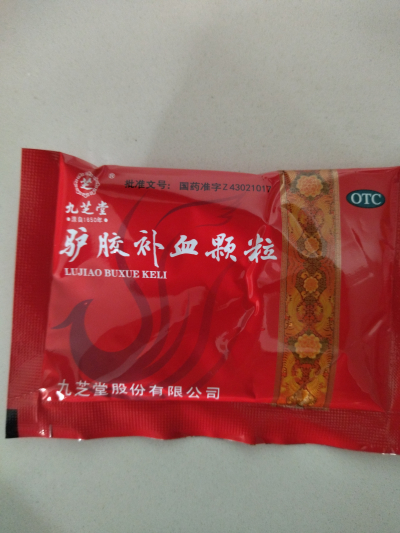 芝
®
批准文号：国药准字Z43021019
OTC
九芝堂
驴胶补血颗粒
LUJIAO BUXUE KELI
九芝堂股份有限公司